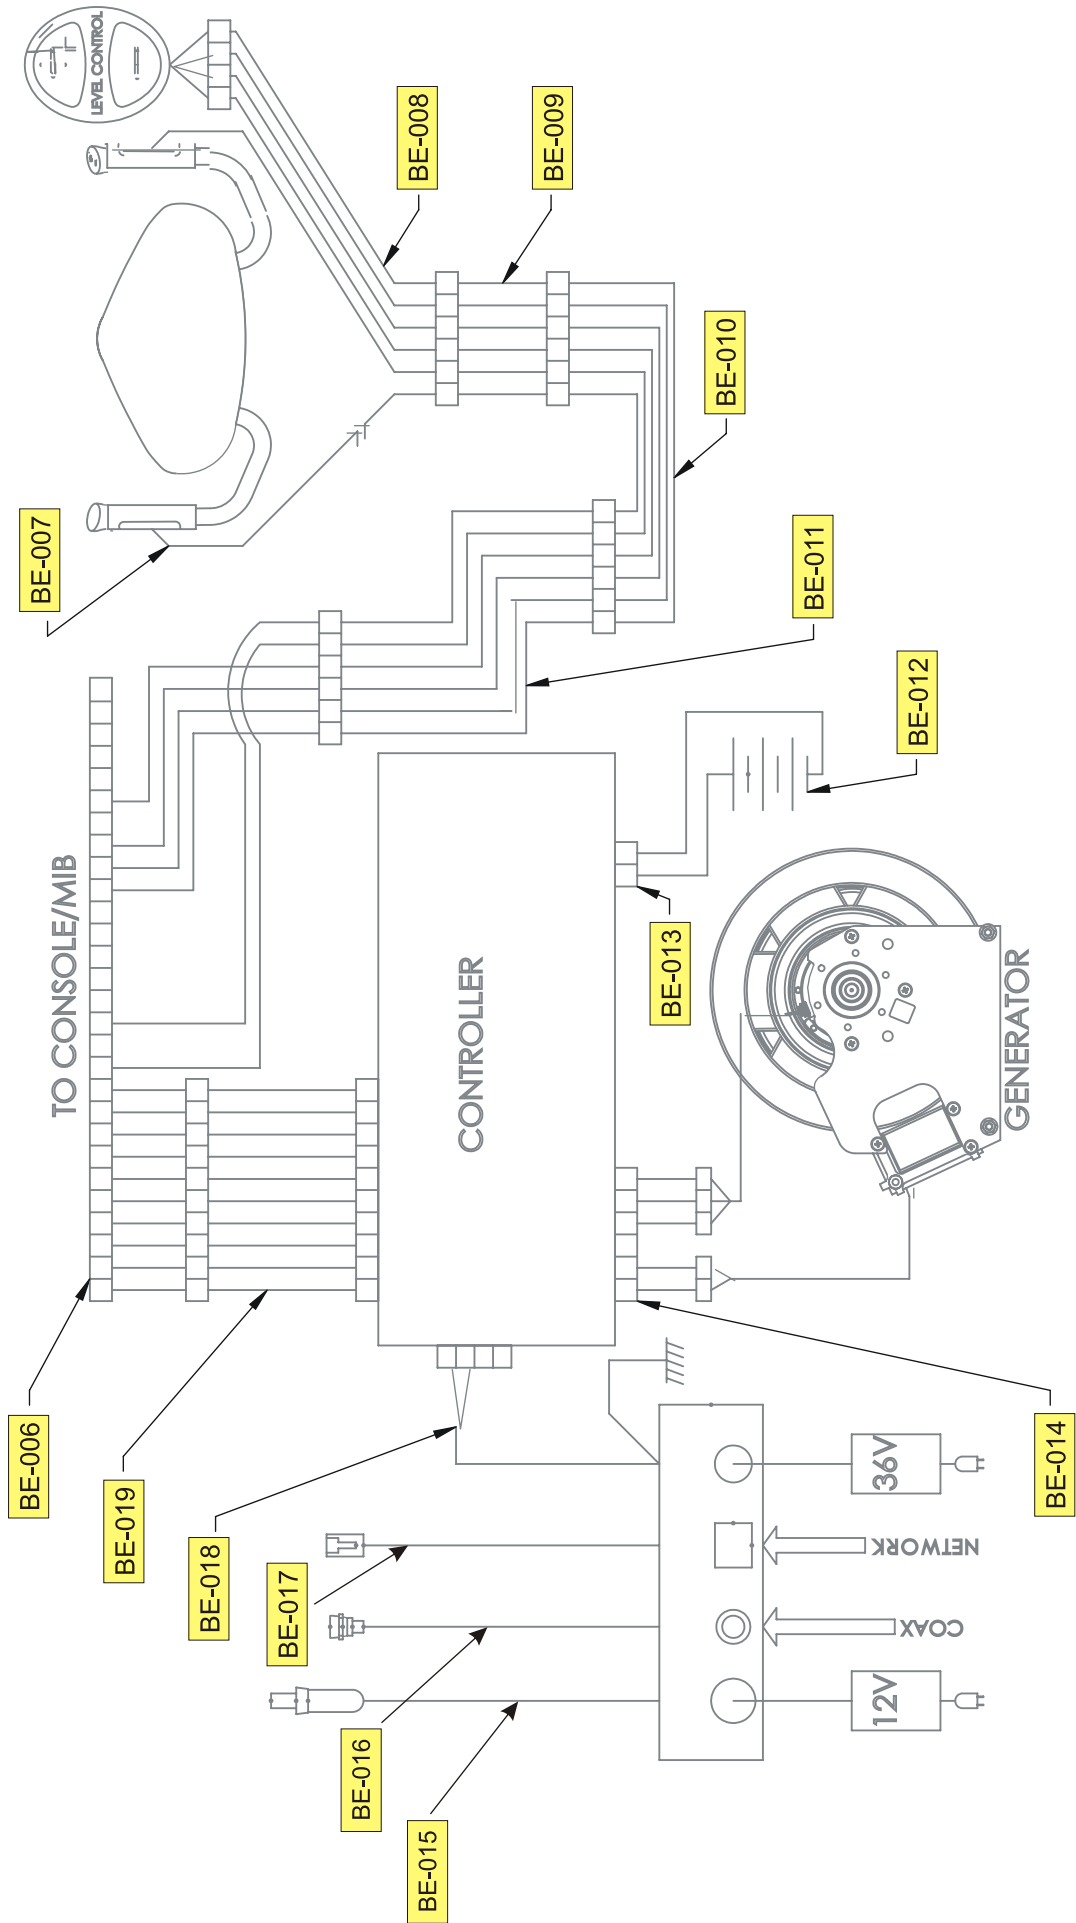 BE-006
BE-019
BE-018
BE-017
BE-016
BE-015
TO CONSOLE/MIB
BE-007
LEVEL CONTROL
BE-008
BE-009
BE-010
BE-011
BE-012
BE-013
CONTROLLER
GENERATOR
BE-014
36V
NETWORK
COAX
12V